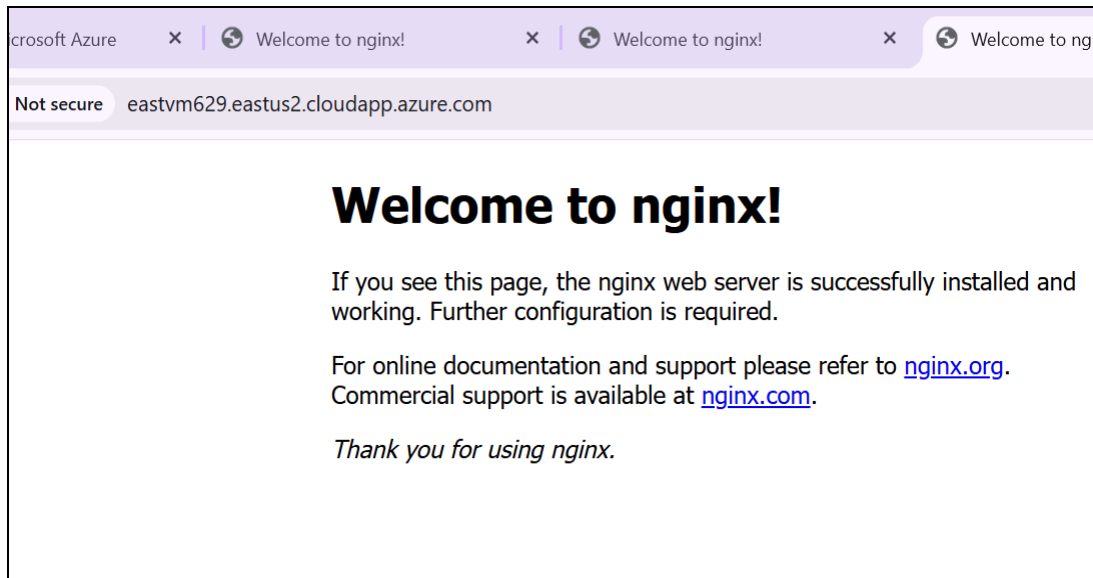 icrosoft Azure
Welcome to nginx!
Welcome to nginx!
Welcome to ng
Not secure eastvm629.eastus2.cloudapp.azure.com
Welcome to nginx!
If you see this page, the nginx web server is successfully installed and
working. Further configuration is required.
For online documentation and support please refer to nginx.org.
Commercial support is available at nginx.com.
Thank you for using nginx.